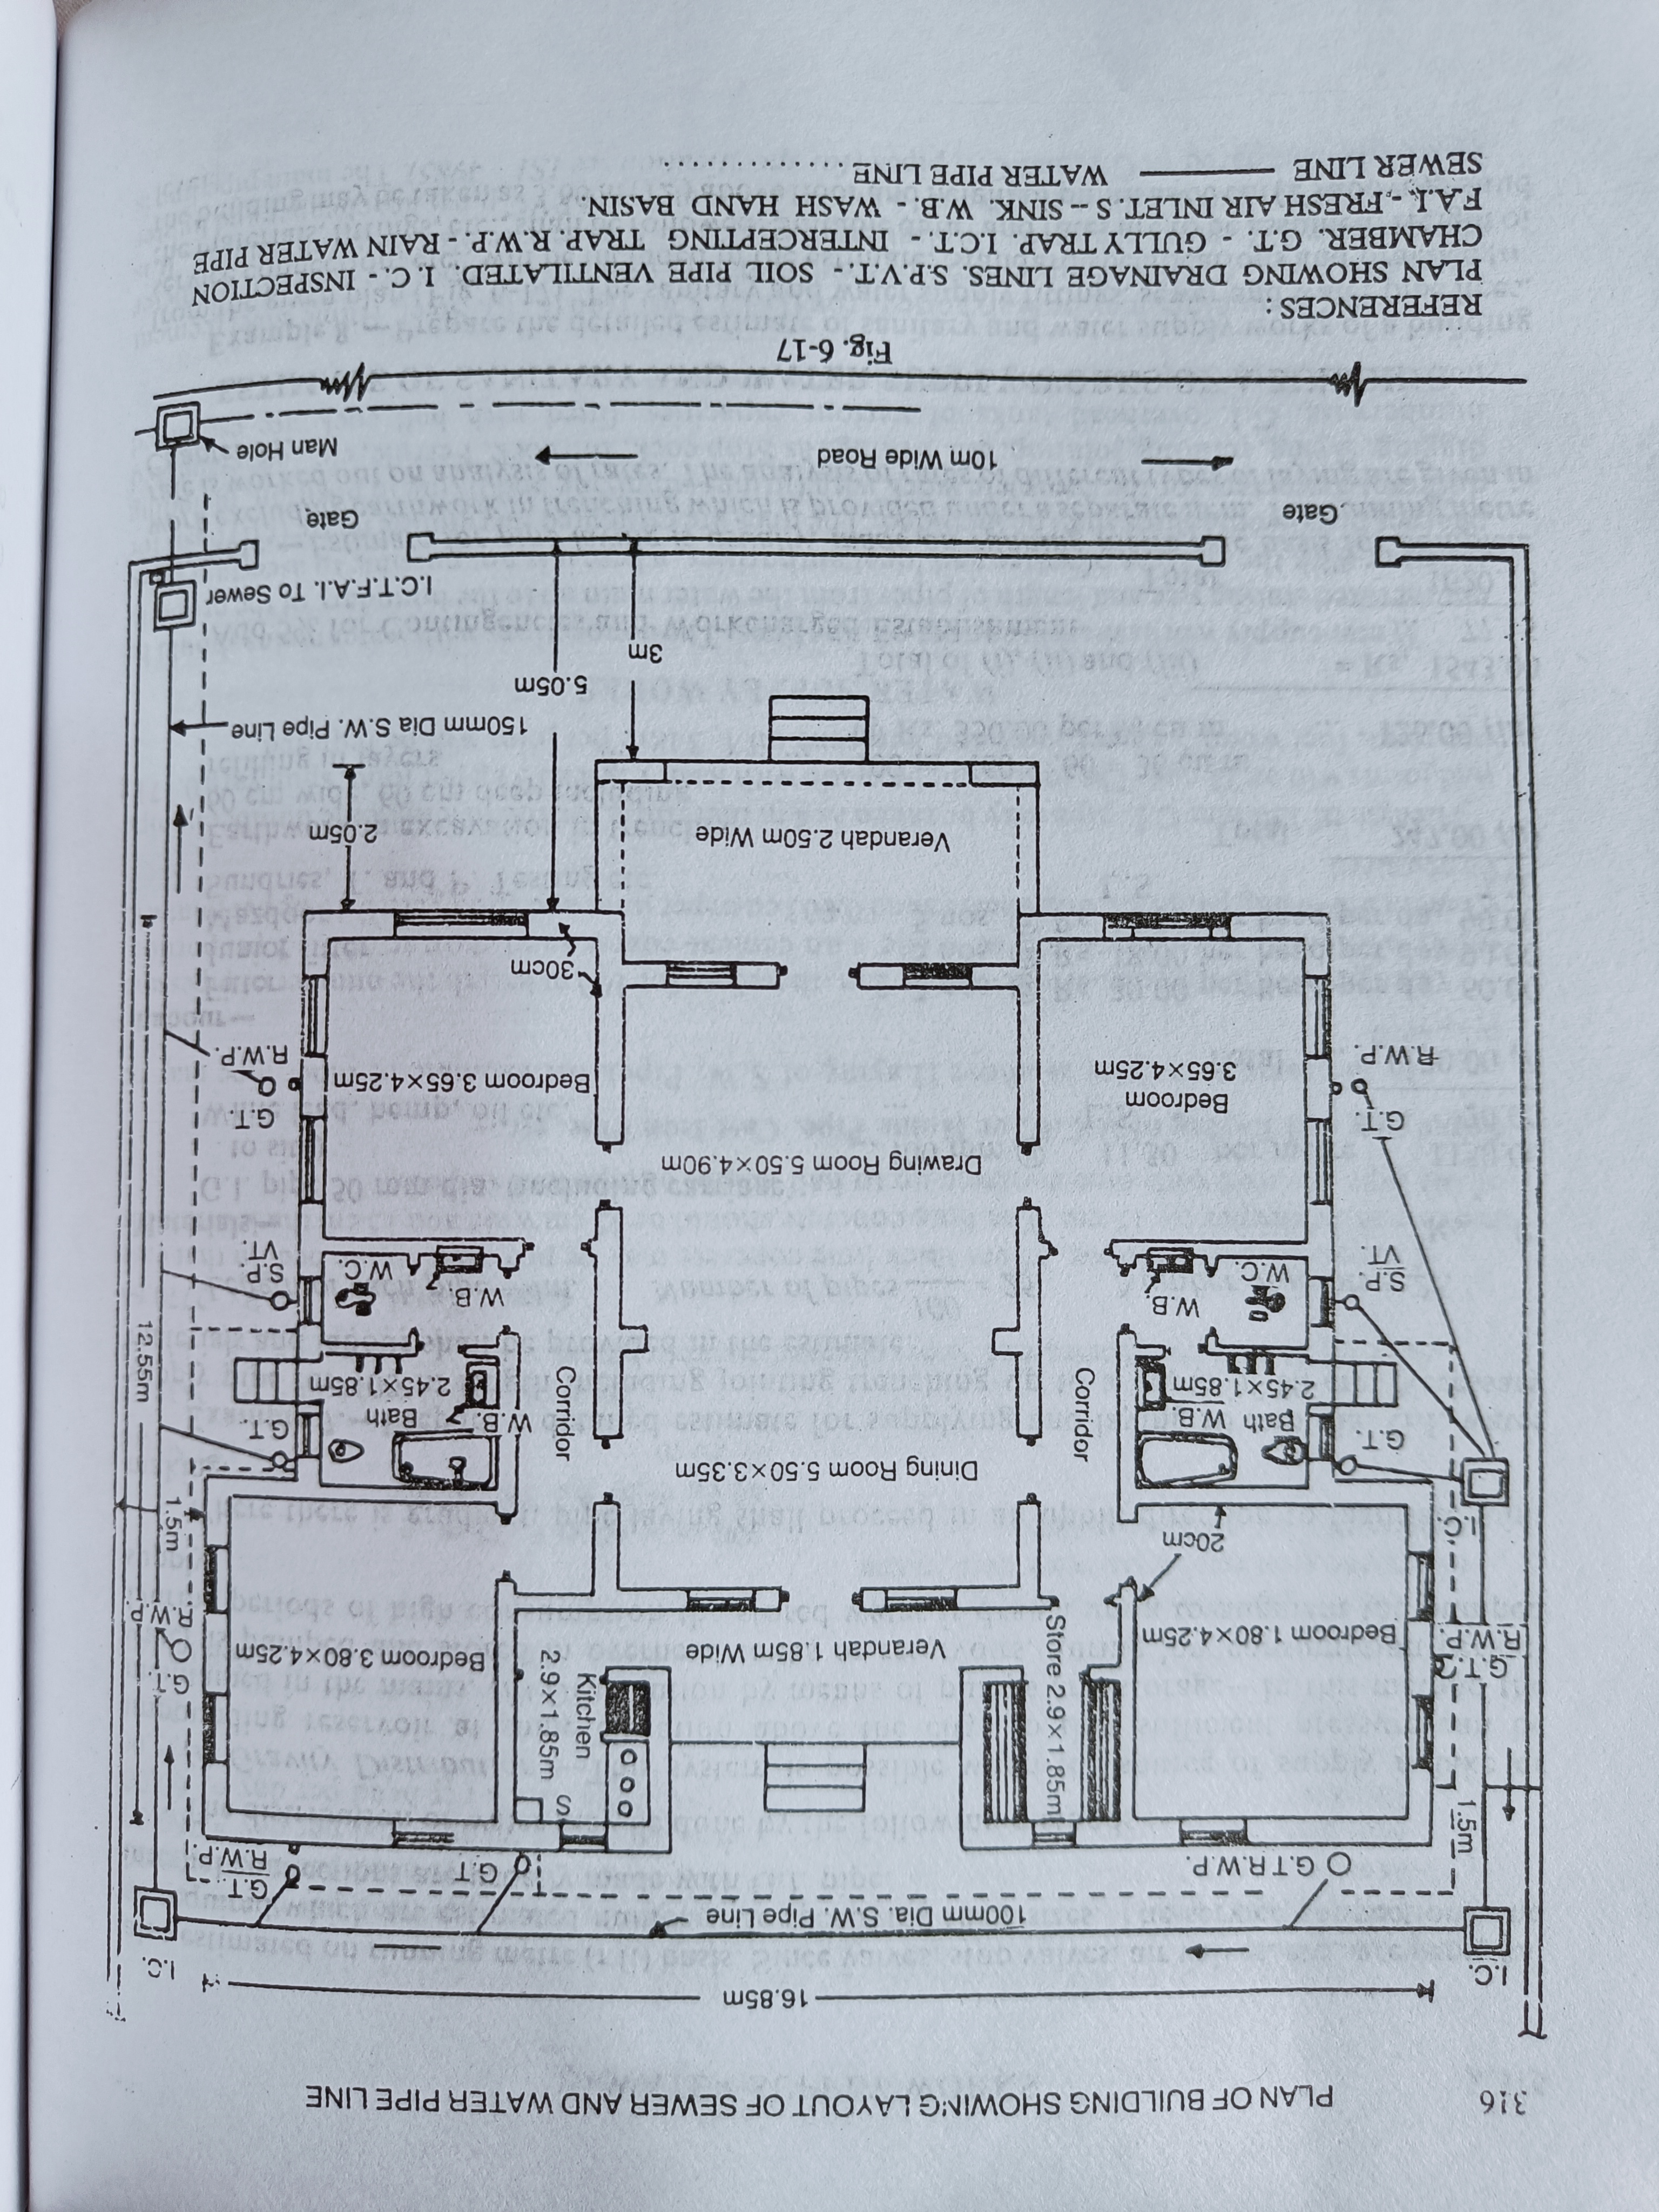 316
PLAN OF BUILDING SHOWING LAYOUT OF SEWER AND WATER PIPE LINE
16.85m
I.C.
I.C.
100mm Dia. S.W. Pipe Line
G.T.R.W.P.
G.T.
G.T.
R.W.P.
1.5m
S
Kitchen
2.9×1.85m
Store 2.9×1.85m
Verandah 1.85m Wide
G.T.
R.W.P.
Bedroom 1.80×4.25m
Bedroom 3.80×4.25m
G.T.
R.W.P.
20cm
I.C.
1.5m
Dining Room 5.50×3.35m
G.T.
Bath
W.B.
2.45×1.85m
Corridor
Corridor
W.B.
Bath
2.45×1.85m
G.T.
12.55m
S.P.
VT.
W.C.
W.B.
W.B.
W.C.
S.P.
VT.
Drawing Room 5.50×4.90m
G.T.
R.W.P.
Bedroom
3.65×4.25m
Bedroom 3.65×4.25m
G.T.
R.W.P.
30cm
Verandah 2.50m Wide
2.05m
150mm Dia S.W. Pipe Line
5.05m
3m
I.C.T.F.A.I. To Sewer
Gate
Gate
10m Wide Road
Man Hole
Fig. 6-17
REFERENCES:
PLAN SHOWING DRAINAGE LINES. S.P.V.T. - SOIL PIPE VENTILATED. I.C. - INSPECTION
CHAMBER. G.T. - GULLY TRAP. I.C.T. - INTERCEPTING TRAP. R.W.P. - RAIN WATER PIPE
F.A.I. - FRESH AIR INLET. S -- SINK. W.B. - WASH HAND BASIN.
SEWER LINE ——— WATER PIPE LINE ..............